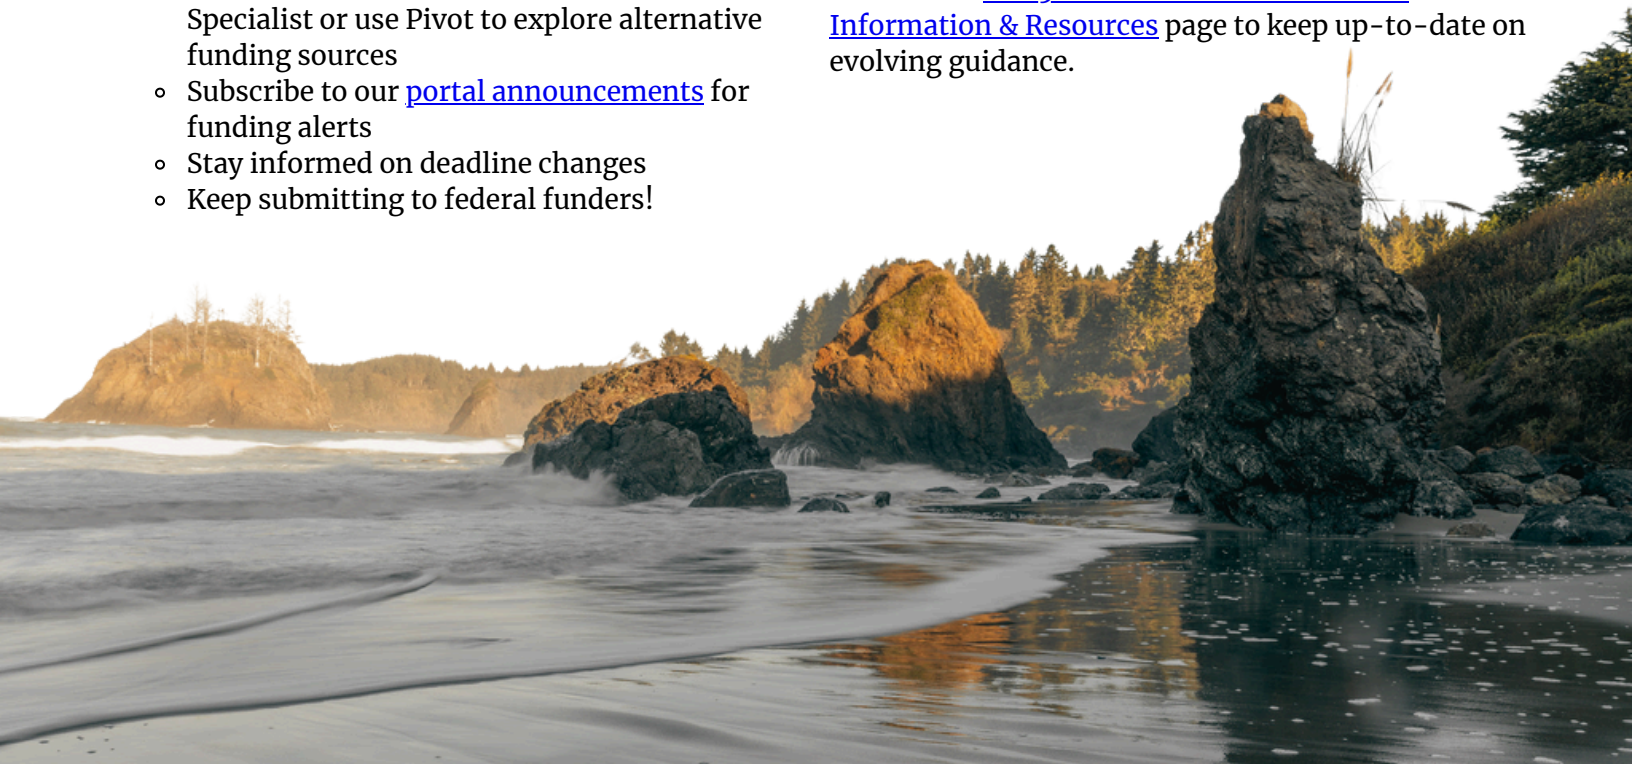 Specialist or use Pivot to explore alternative
funding sources
Subscribe to our portal announcements for
funding alerts
Stay informed on deadline changes
Keep submitting to federal funders!
Information & Resources page to keep up-to-date on
evolving guidance.